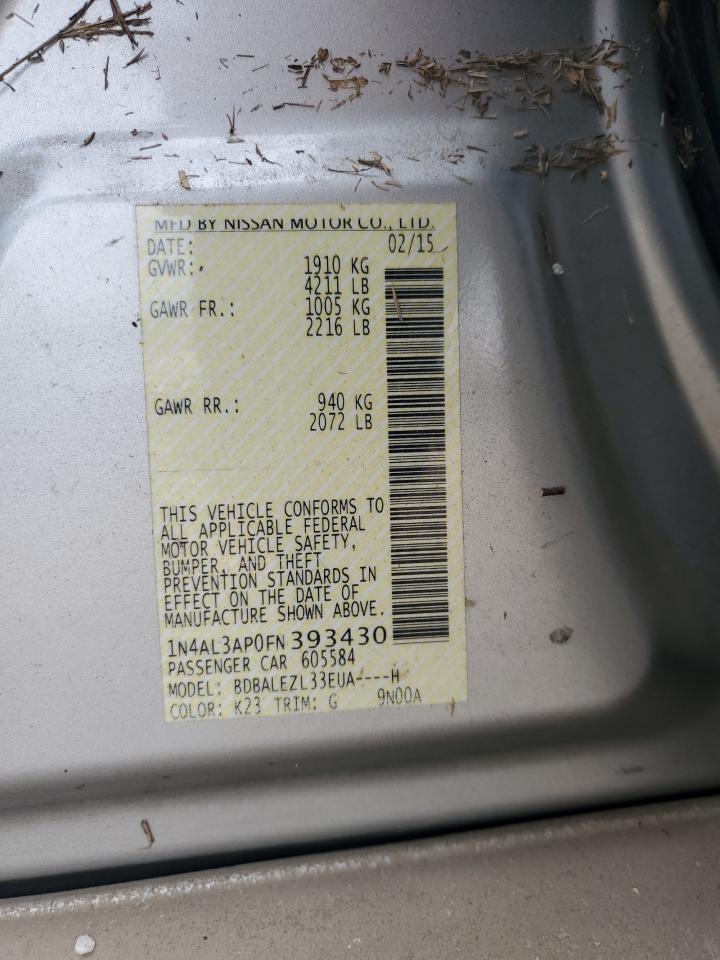 MFD BY NISSAN MOTOR CO., LTD.
DATE: 02/15
GVWR: 1910 KG
4211 LB
GAWR FR.: 1005 KG
2216 LB
GAWR RR.: 940 KG
2072 LB
THIS VEHICLE CONFORMS TO
ALL APPLICABLE FEDERAL
MOTOR VEHICLE SAFETY,
BUMPER, AND THEFT
PREVENTION STANDARDS IN
EFFECT ON THE DATE OF
MANUFACTURE SHOWN ABOVE.
1N4AL3AP0FN393430
PASSENGER CAR 605584
MODEL: BDBALEZL33EUA----H
COLOR: K23 TRIM: G 9N00A